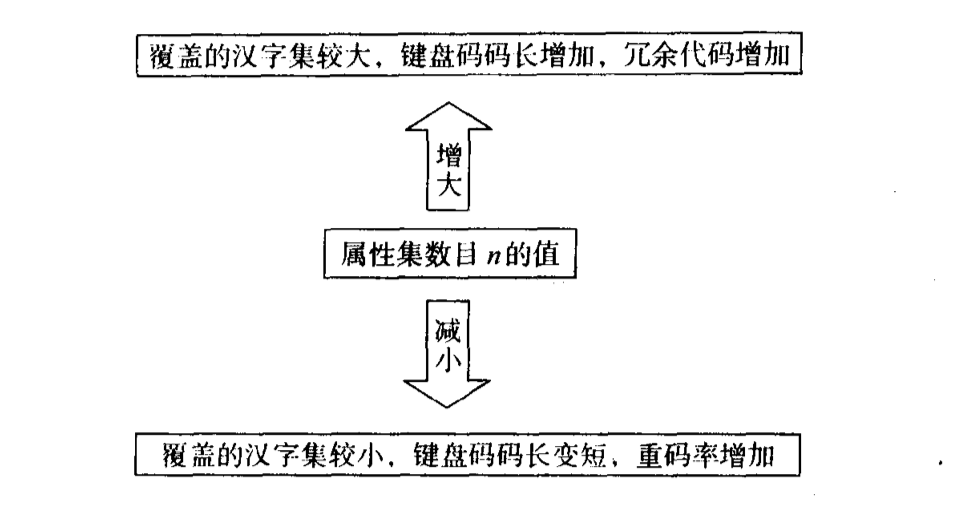 覆盖的汉字集较大，键盘码码长增加，冗余代码增加
增
大
属性集数目 n 的值
减
小
覆盖的汉字集较小，键盘码码长变短，重码率增加